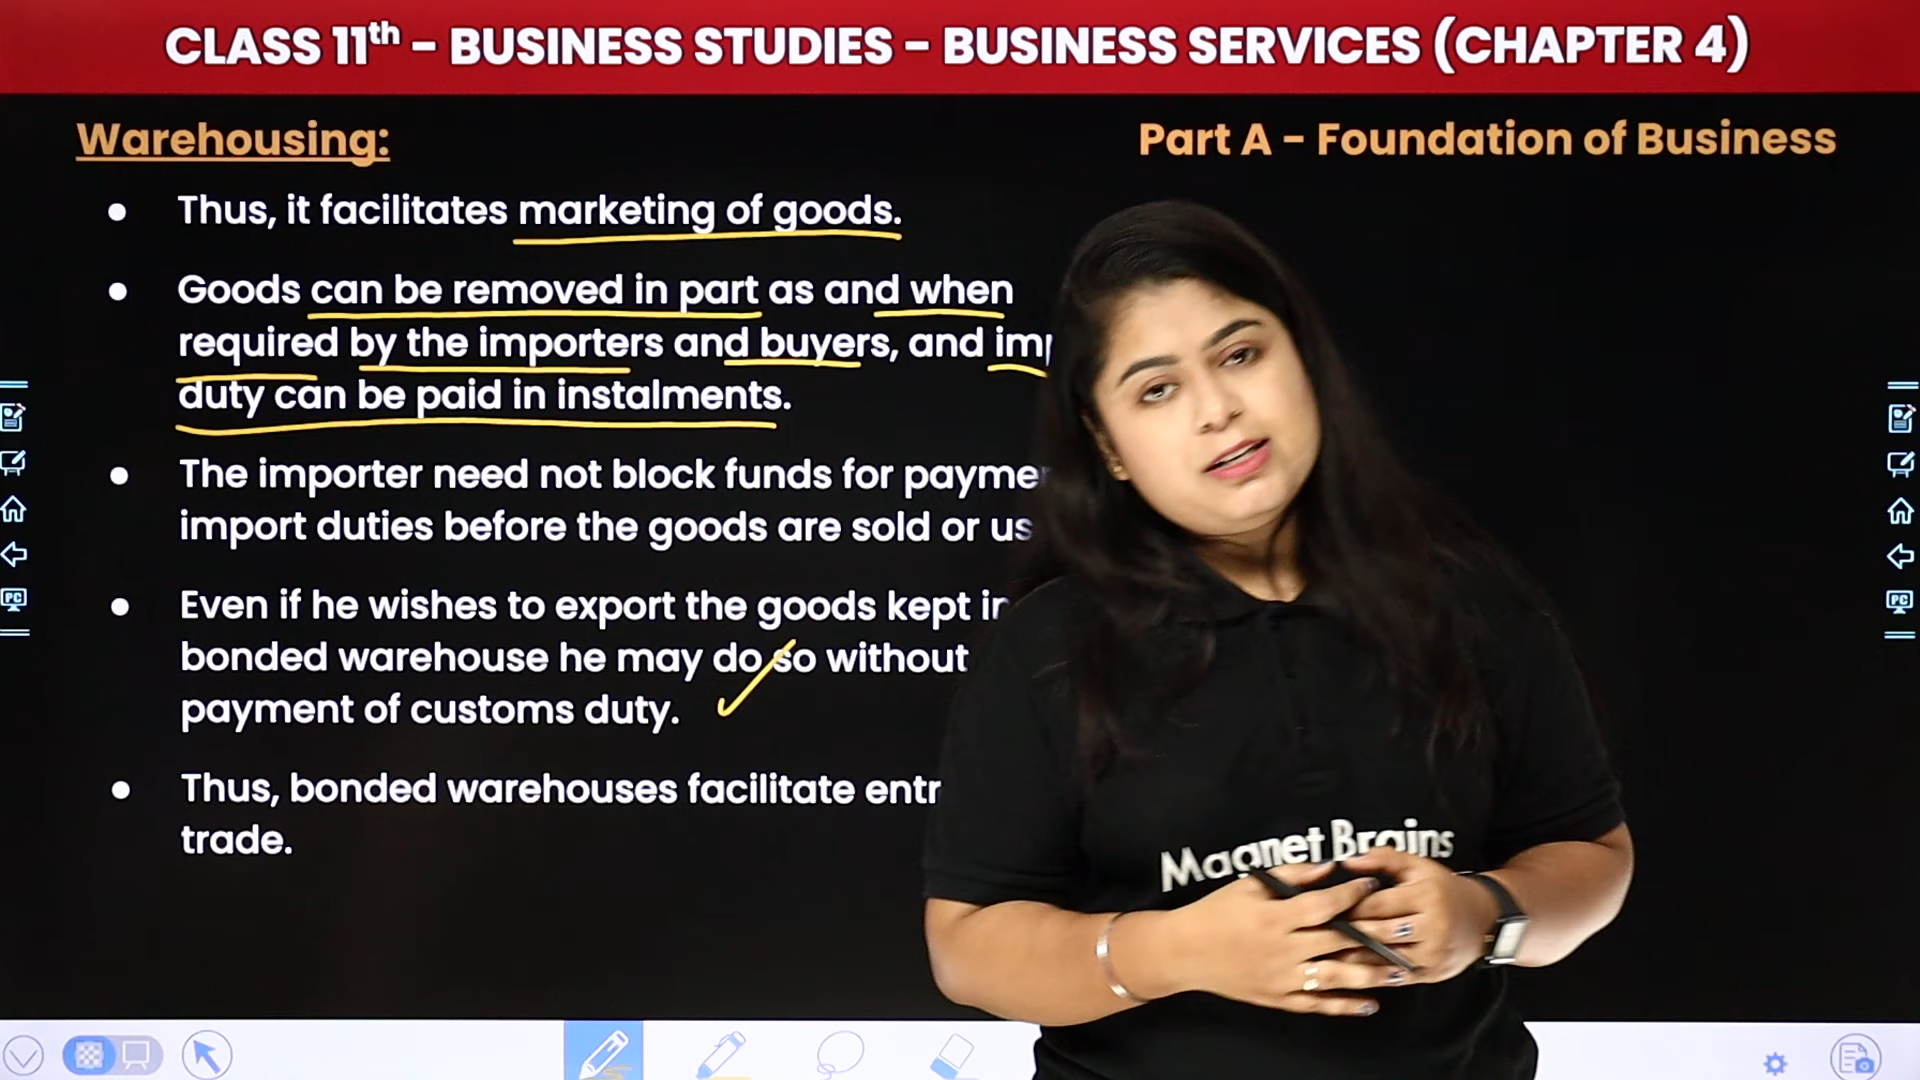 CLASS 11th - BUSINESS STUDIES - BUSINESS SERVICES (CHAPTER 4)
Warehousing:
Part A - Foundation of Business
● Thus, it facilitates marketing of goods.
● Goods can be removed in part as and when
required by the importers and buyers, and
duty can be paid in instalments.
● The importer need not block funds for
import duties before the goods are sold or
● Even if he wishes to export the goods kept
bonded warehouse he may do so without
payment of customs duty.
● Thus, bonded warehouses facilitate
trade.
Magnet Brains
PC
PC